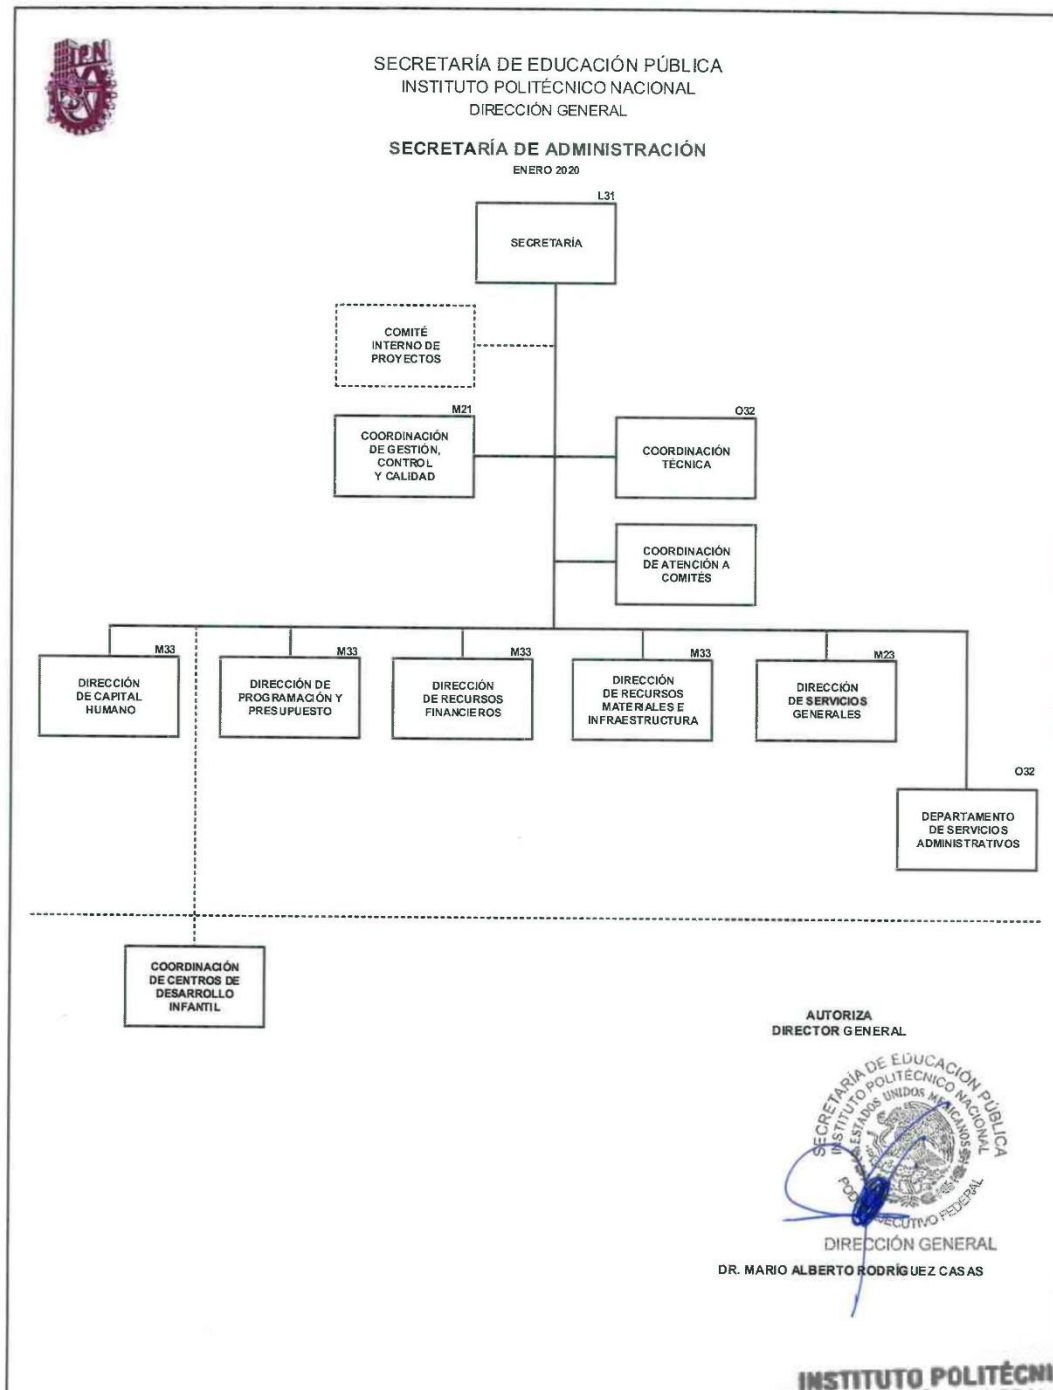 IPN
SECRETARÍA DE EDUCACIÓN PÚBLICA
INSTITUTO POLITÉCNICO NACIONAL
DIRECCIÓN GENERAL
SECRETARÍA DE ADMINISTRACIÓN
ENERO 2020
L31
SECRETARÍA
COMITÉ
INTERNO DE
PROYECTOS
M21
COORDINACIÓN
DE GESTIÓN,
CONTROL
Y CALIDAD
O32
COORDINACIÓN
TÉCNICA
COORDINACIÓN
DE ATENCIÓN A
COMITÉS
M33
DIRECCIÓN
DE CAPITAL
HUMANO
M33
DIRECCIÓN DE
PROGRAMACIÓN Y
PRESUPUESTO
M33
DIRECCIÓN
DE RECURSOS
FINANCIEROS
M33
DIRECCIÓN
DE RECURSOS
MATERIALES E
INFRAESTRUCTURA
M23
DIRECCIÓN
DE SERVICIOS
GENERALES
O32
DEPARTAMENTO
DE SERVICIOS
ADMINISTRATIVOS
COORDINACIÓN
DE CENTROS DE
DESARROLLO
INFANTIL
AUTORIZA
DIRECTOR GENERAL
SECRETARÍA DE EDUCACIÓN PÚBLICA
INSTITUTO POLITÉCNICO NACIONAL
ESTADOS UNIDOS MEXICANOS
FEDERAL
DIRECCIÓN GENERAL
DR. MARIO ALBERTO RODRÍGUEZ CASAS
INSTITUTO POLITÉCNI